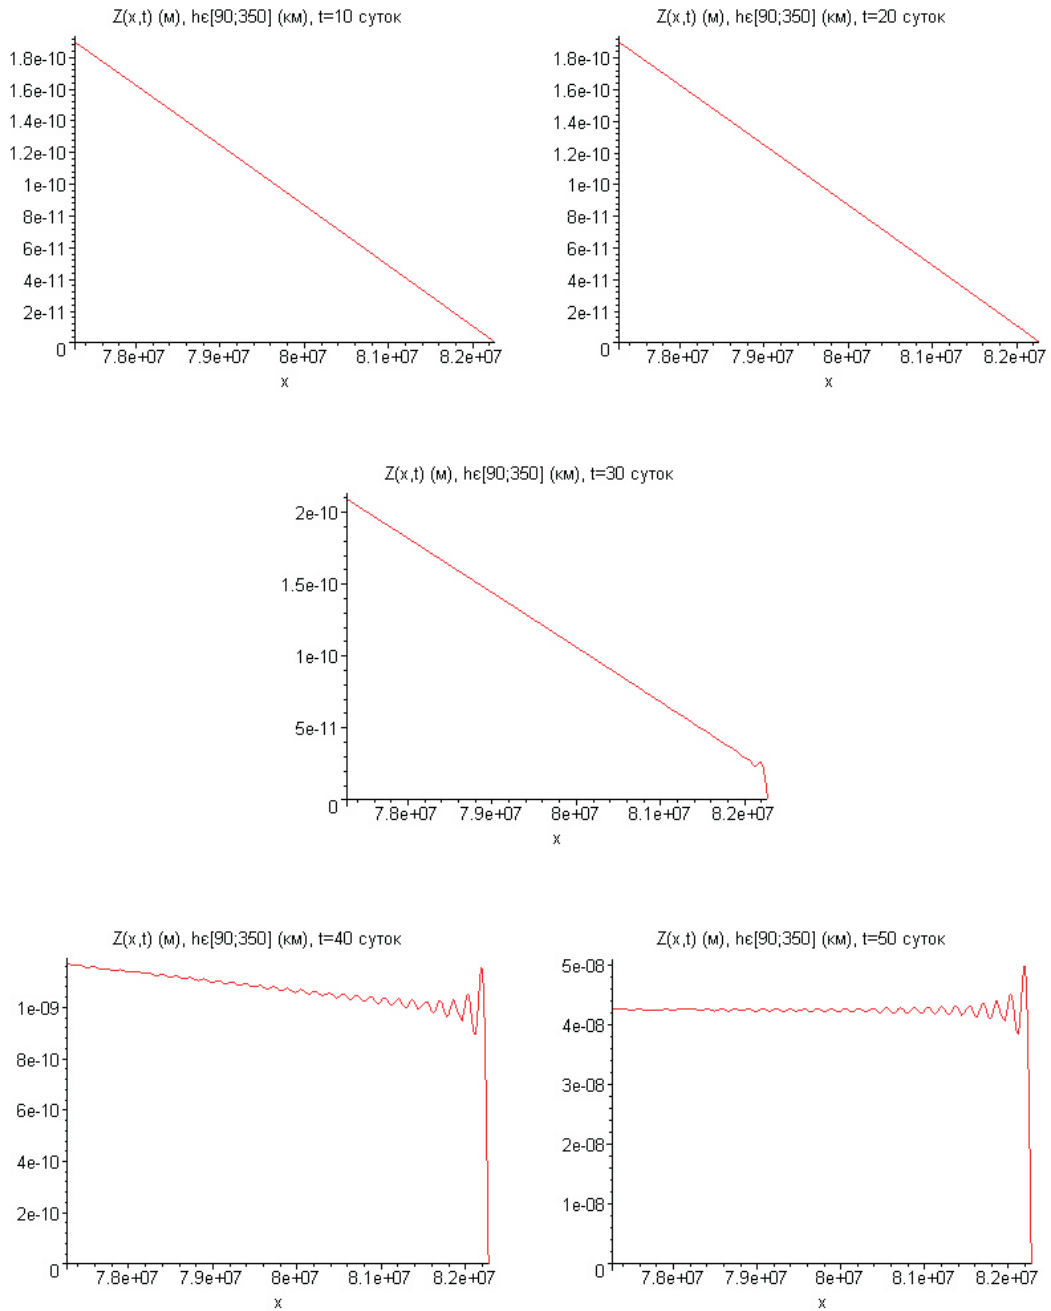 Z(x,t) (м), hє[90;350] (км), t=10 суток
1.8e-10
1.6e-10
1.4e-10
1.2e-10
1e-10
8e-11
6e-11
4e-11
2e-11
0
7.8e+07 7.9e+07 8e+07 8.1e+07 8.2e+07
x
Z(x,t) (м), hє[90;350] (км), t=20 суток
1.8e-10
1.6e-10
1.4e-10
1.2e-10
1e-10
8e-11
6e-11
4e-11
2e-11
0
7.8e+07 7.9e+07 8e+07 8.1e+07 8.2e+07
x
Z(x,t) (м), hє[90;350] (км), t=30 суток
2e-10
1.5e-10
1e-10
5e-11
0
7.8e+07 7.9e+07 8e+07 8.1e+07 8.2e+07
x
Z(x,t) (м), hє[90;350] (км), t=40 суток
1e-09
8e-10
6e-10
4e-10
2e-10
0
7.8e+07 7.9e+07 8e+07 8.1e+07 8.2e+07
x
Z(x,t) (м), hє[90;350] (км), t=50 суток
5e-08
4e-08
3e-08
2e-08
1e-08
0
7.8e+07 7.9e+07 8e+07 8.1e+07 8.2e+07
x